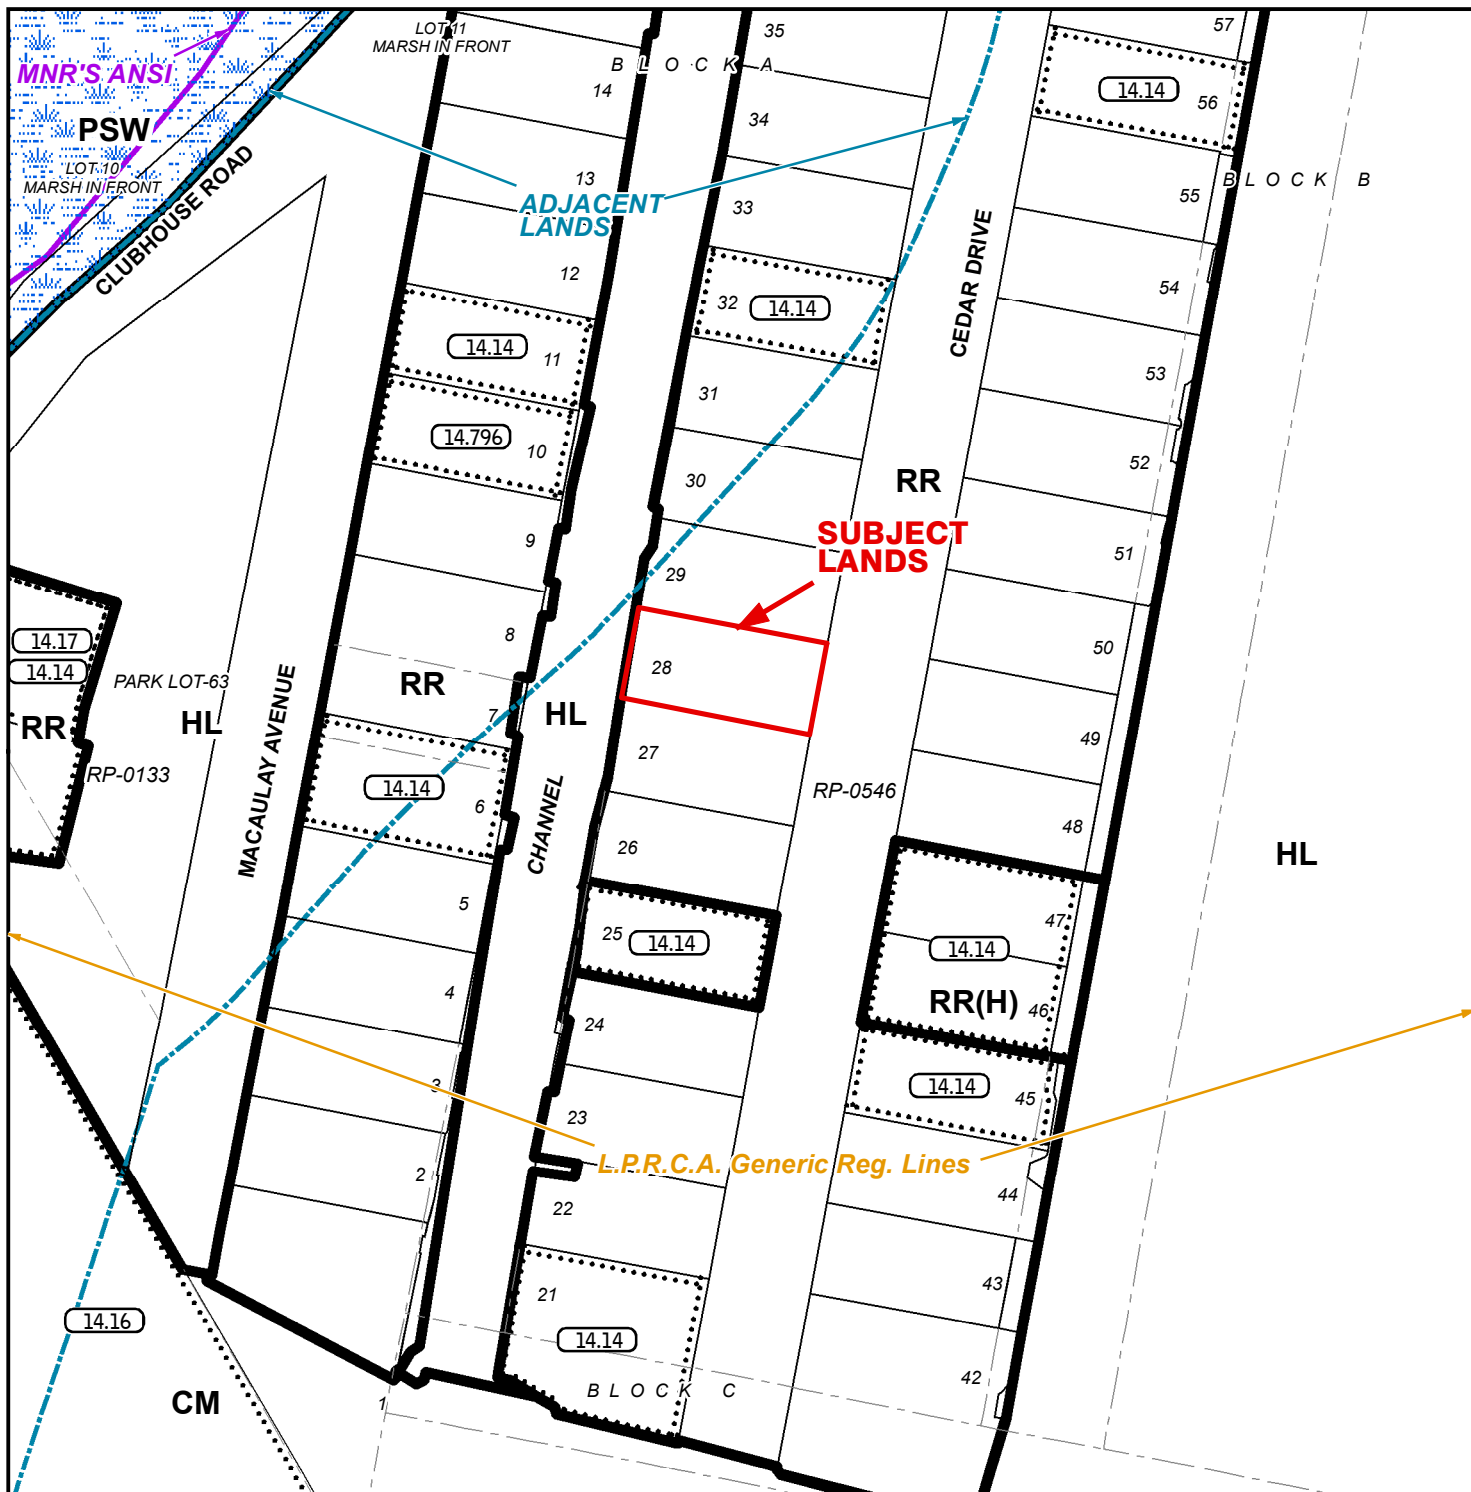 LOT 11
MARSH IN FRONT
35
57
BLOCK A
MNR'S ANSI
14
14.14
56
34
PSW
LOT 10
MARSH IN FRONT
13
BLOCK B
55
CLUBHOUSE ROAD
ADJACENT
LANDS
33
12
CEDAR DRIVE
54
32
14.14
14.14
11
53
31
14.796
10
52
30
RR
9
SUBJECT
LANDS
51
29
14.17
8
50
14.14
28
PARK LOT-63
RR
RR
HL
7
HL
49
27
RP-0133
MACAULAY AVENUE
14.14
6
CHANNEL
RP-0546
48
26
HL
5
47
25
14.14
14.14
4
RR(H)
46
24
3
14.14
45
23
L.P.R.C.A. Generic Reg. Lines
2
44
22
43
21
14.16
14.14
42
BLOCK C
CM
1